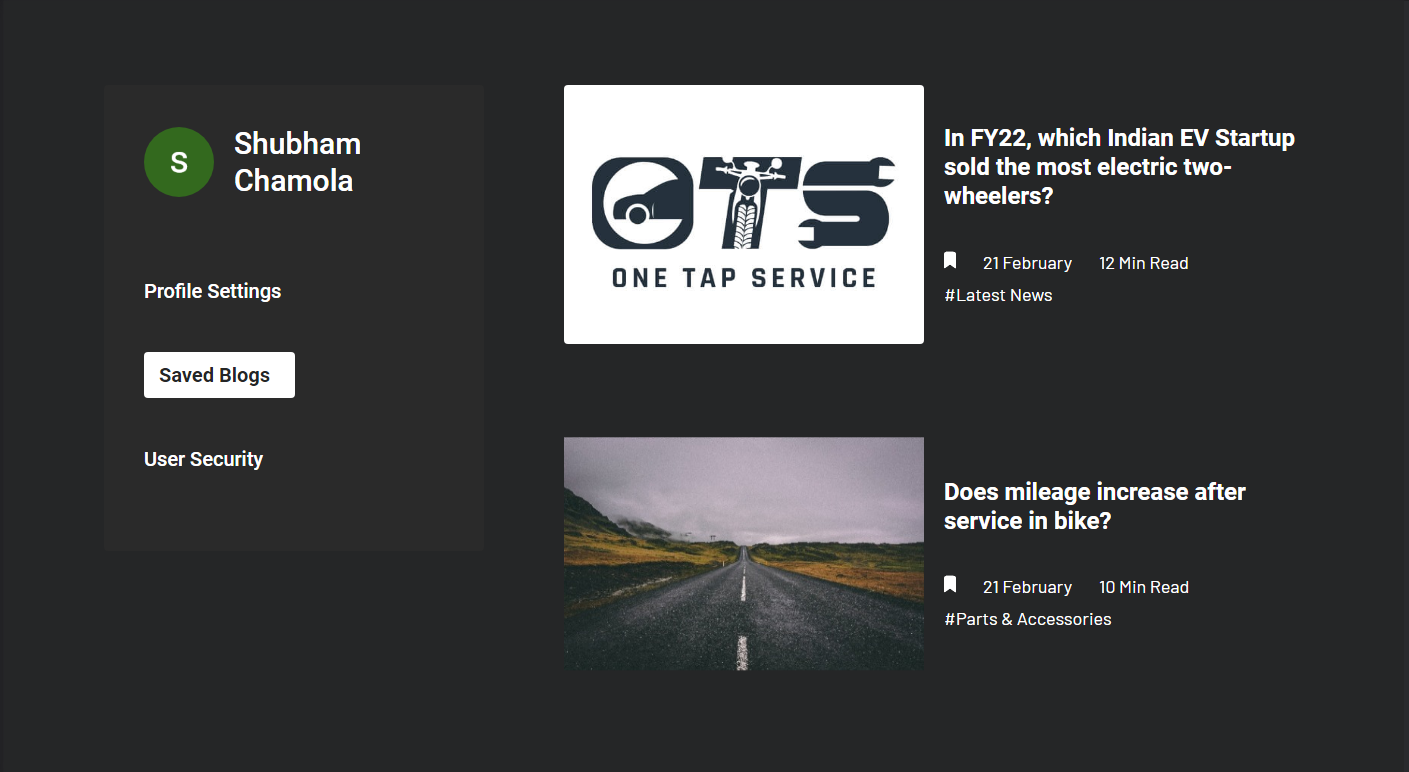 S
Shubham
Chamola
Profile Settings
Saved Blogs
User Security
OTS
ONE TAP SERVICE
In FY22, which Indian EV Startup
sold the most electric two-
wheelers?
21 February 12 Min Read
#Latest News
Does mileage increase after
service in bike?
21 February 10 Min Read
#Parts & Accessories